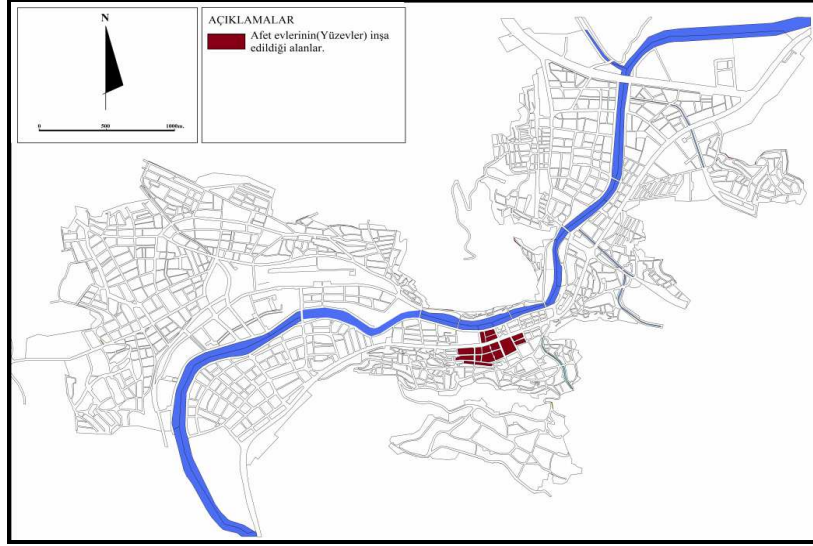 N
0 500 1000m.
AÇIKLAMALAR
Afet evlerinin(Yüzevler) inşa
edildiği alanlar.